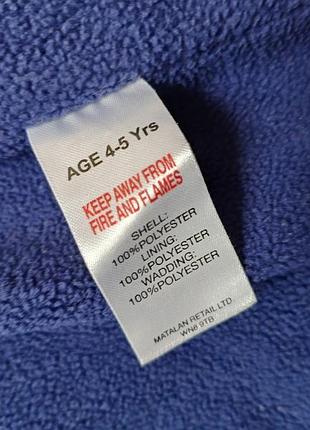 AGE 4-5 Yrs
KEEP AWAY FROM
FIRE AND FLAMES
SHELL:
100%POLYESTER
LINING:
100%POLYESTER
WADDING:
100%POLYESTER
MATALAN RETAIL LTD
WN8 9TB